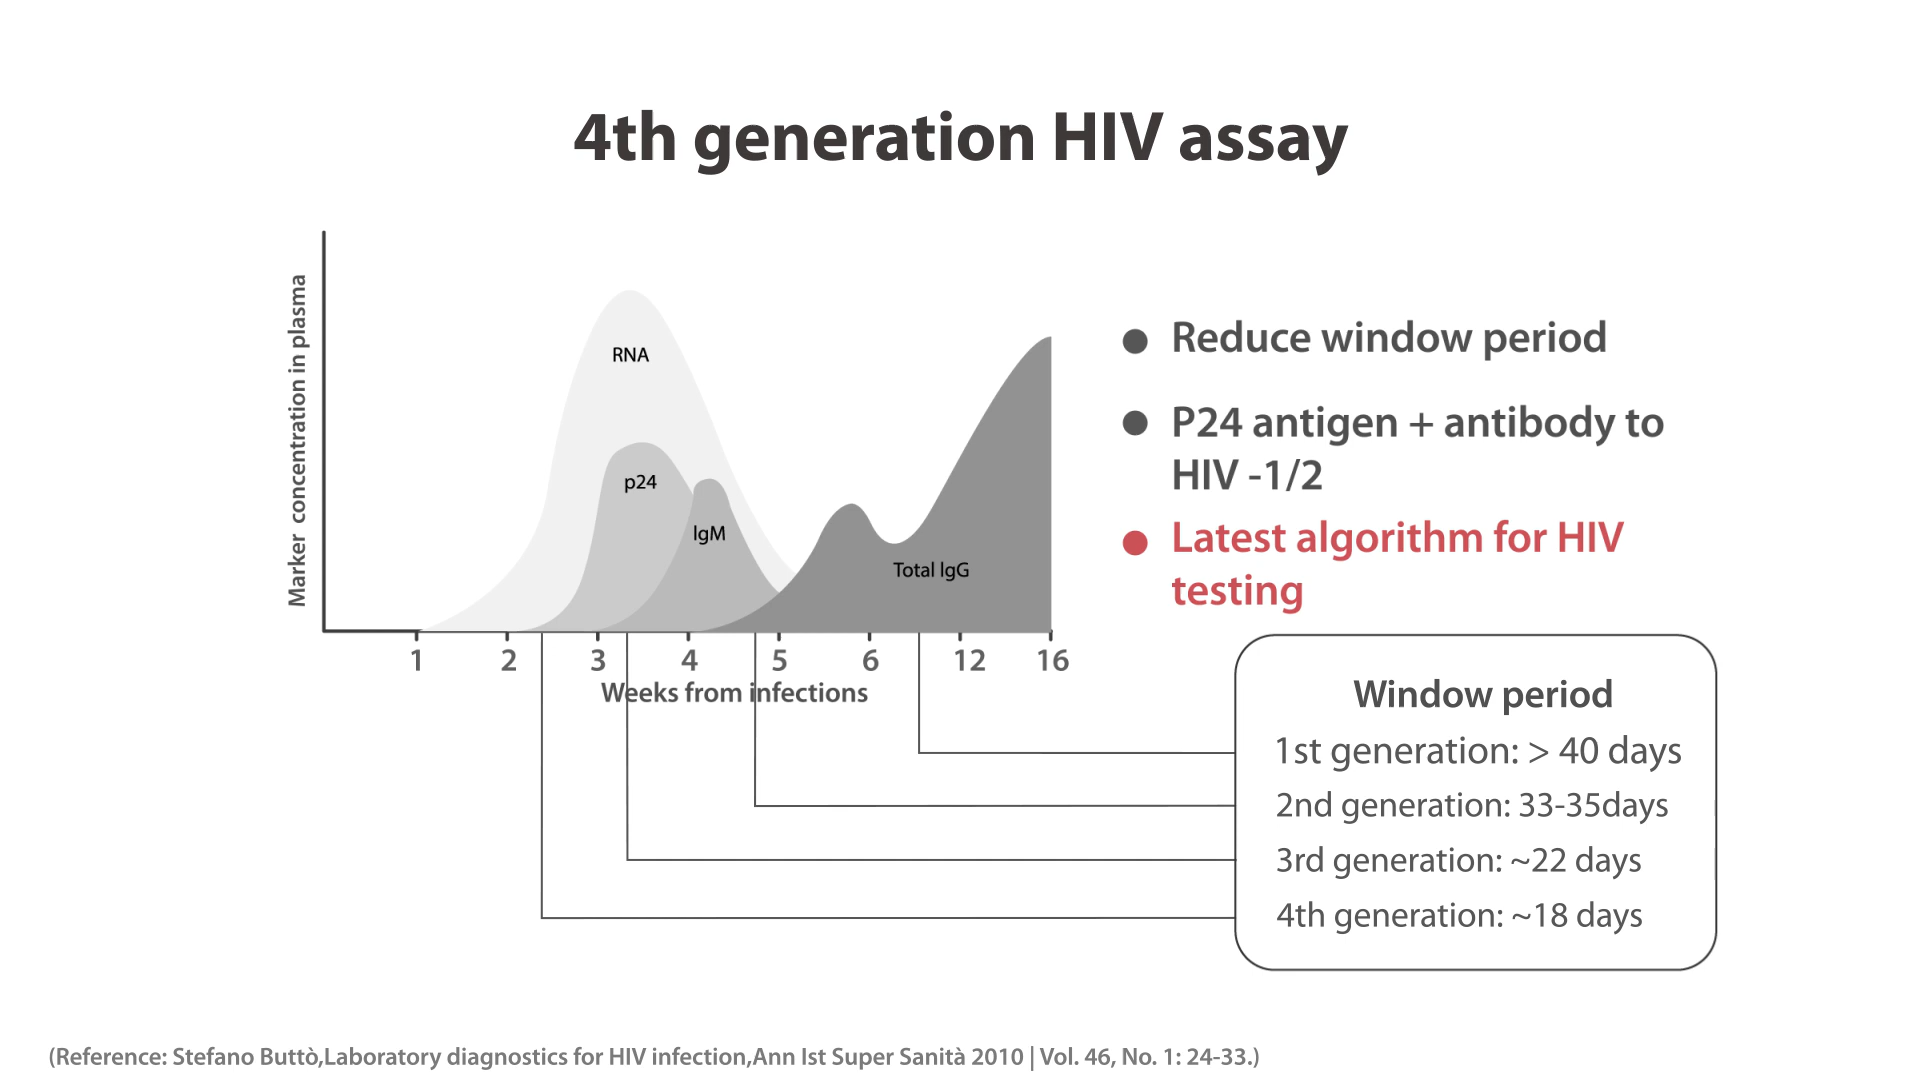 4th generation HIV assay
Marker concentration in plasma
RNA
p24
IgM
Total IgG
1 2 3 4 5 6 12 16
Weeks from infections
● Reduce window period
● P24 antigen + antibody to
HIV -1/2
● Latest algorithm for HIV
testing
Window period
1st generation: > 40 days
2nd generation: 33-35days
3rd generation: ~22 days
4th generation: ~18 days
(Reference: Stefano Buttò,Laboratory diagnostics for HIV infection,Ann Ist Super Sanità 2010 | Vol. 46, No. 1: 24-33.)